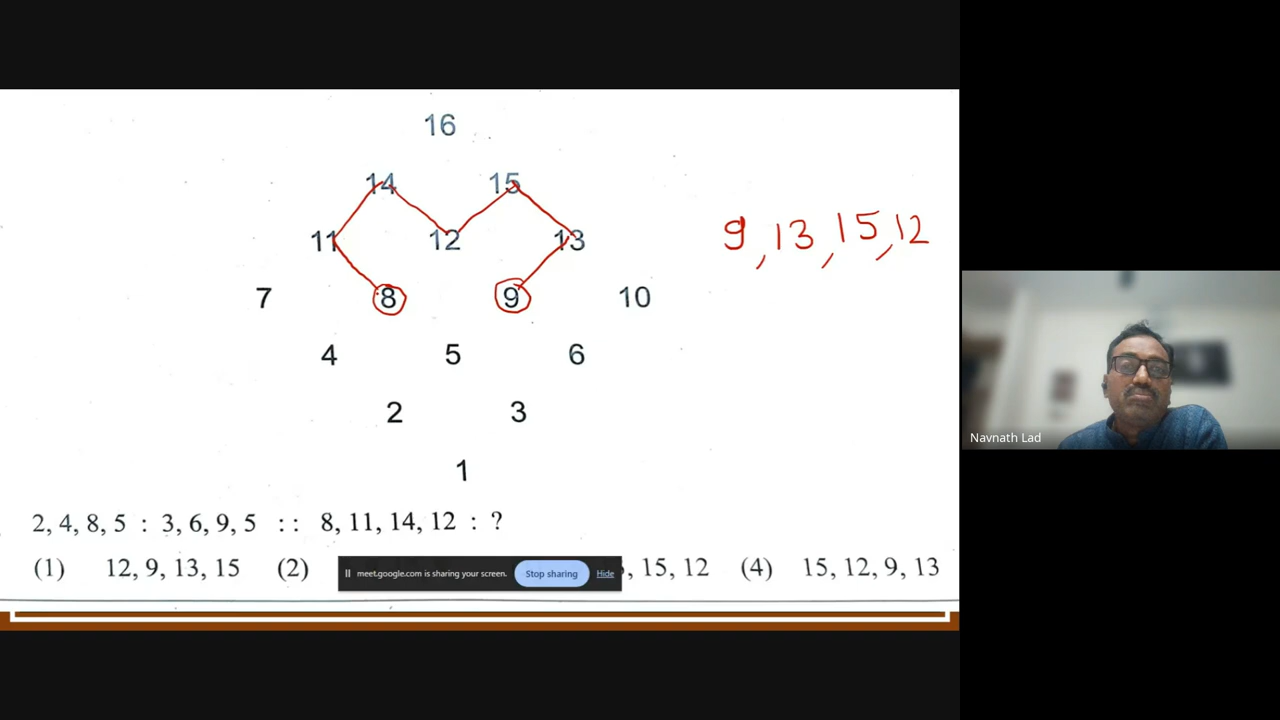 16
14 15
11 12 13
9, 13, 15, 12
7 8 9 10
4 5 6
2 3
1
Navnath Lad
2, 4, 8, 5 : 3, 6, 9, 5 :: 8, 11, 14, 12 : ?
(1) 12, 9, 13, 15 (2) , 15, 12 (4) 15, 12, 9, 13
meet.google.com is sharing your screen. Stop sharing Hide